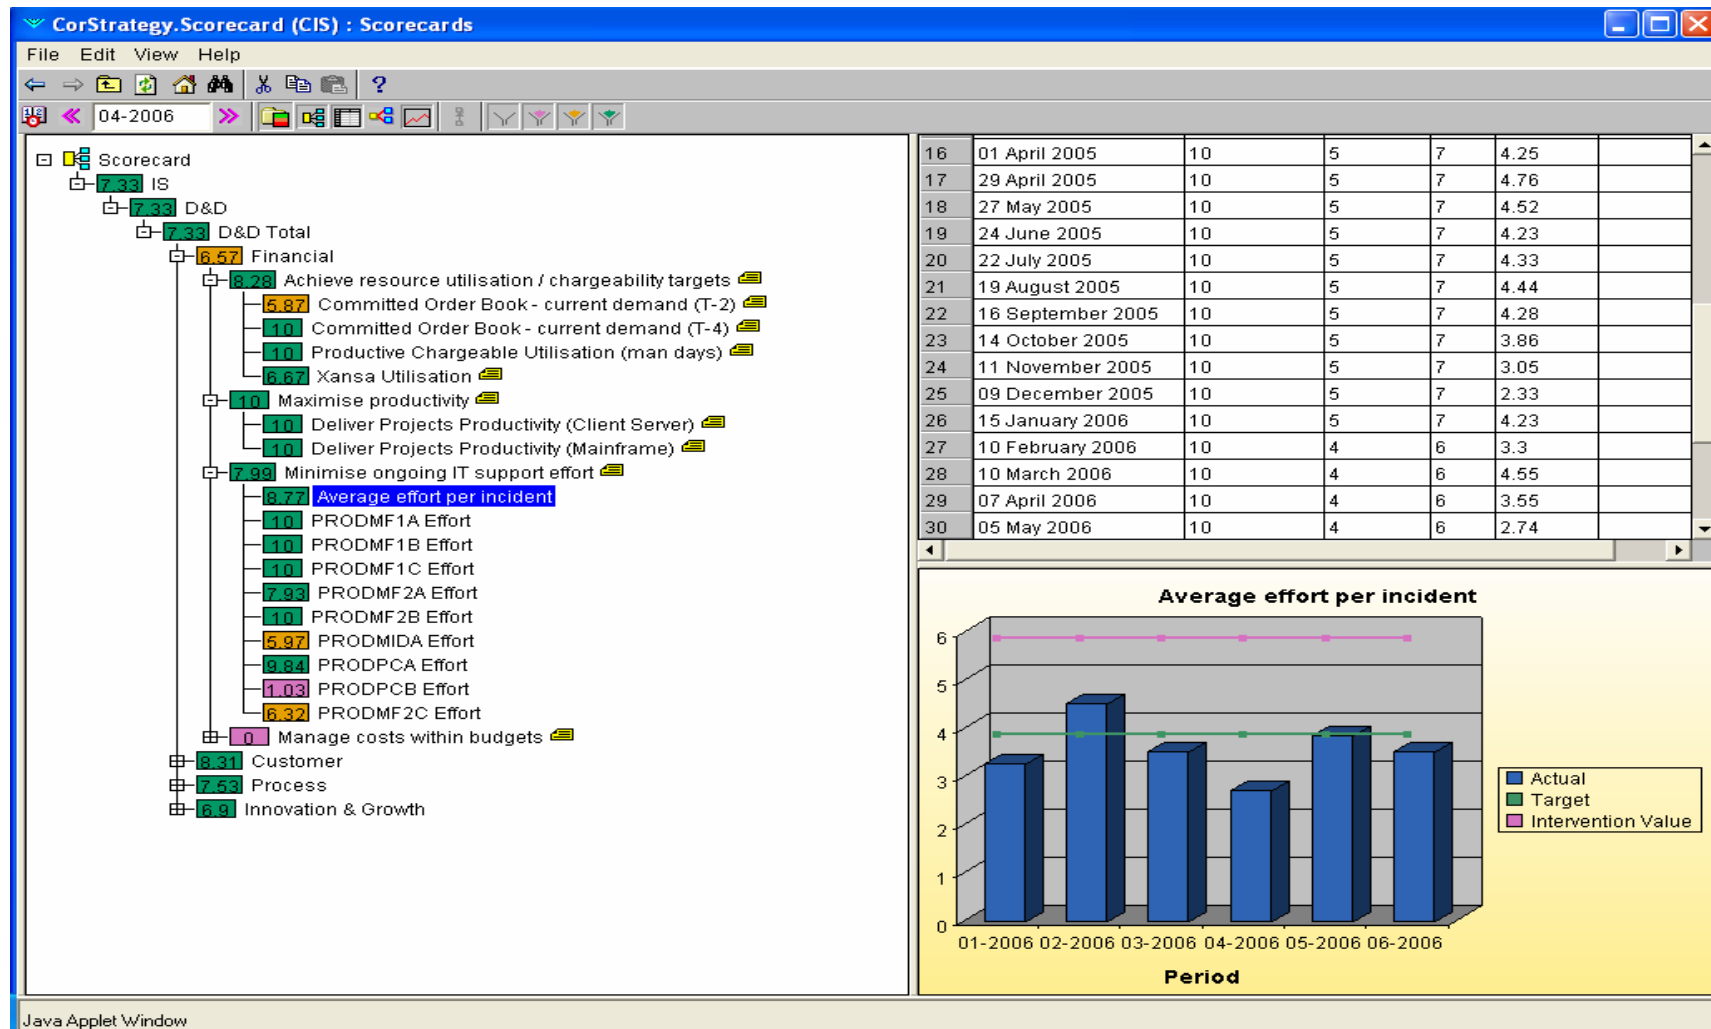 CorStrategy.Scorecard (CIS) : Scorecards
File Edit View Help
?
04-2006
Scorecard
7.33 IS
7.33 D&D
7.33 D&D Total
6.57 Financial
8.28 Achieve resource utilisation / chargeability targets
5.87 Committed Order Book - current demand (T-2)
10 Committed Order Book - current demand (T-4)
10 Productive Chargeable Utilisation (man days)
6.67 Xansa Utilisation
10 Maximise productivity
10 Deliver Projects Productivity (Client Server)
10 Deliver Projects Productivity (Mainframe)
7.99 Minimise ongoing IT support effort
8.77 Average effort per incident
10 PRODMF1A Effort
10 PRODMF1B Effort
10 PRODMF1C Effort
7.93 PRODMF2A Effort
10 PRODMF2B Effort
5.97 PRODMIDA Effort
9.84 PRODPCA Effort
1.03 PRODPCB Effort
6.32 PRODMF2C Effort
0 Manage costs within budgets
8.31 Customer
7.53 Process
6.9 Innovation & Growth
16 01 April 2005 10 5 7 4.25
17 29 April 2005 10 5 7 4.76
18 27 May 2005 10 5 7 4.52
19 24 June 2005 10 5 7 4.23
20 22 July 2005 10 5 7 4.33
21 19 August 2005 10 5 7 4.44
22 16 September 2005 10 5 7 4.28
23 14 October 2005 10 5 7 3.86
24 11 November 2005 10 5 7 3.05
25 09 December 2005 10 5 7 2.33
26 15 January 2006 10 5 7 4.23
27 10 February 2006 10 4 6 3.3
28 10 March 2006 10 4 6 4.55
29 07 April 2006 10 4 6 3.55
30 05 May 2006 10 4 6 2.74
Average effort per incident
6
5
4
3
2
1
0
01-2006 02-2006 03-2006 04-2006 05-2006 06-2006
Period
Actual
Target
Intervention Value
Java Applet Window